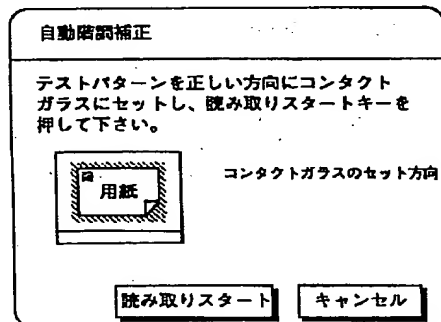 自動階調補正
テストパターンを正しい方向にコンタクト
ガラスにセットし、読み取りスタートキーを
押して下さい。
用紙
コンタクトガラスのセット方向
読み取りスタート
キャンセル